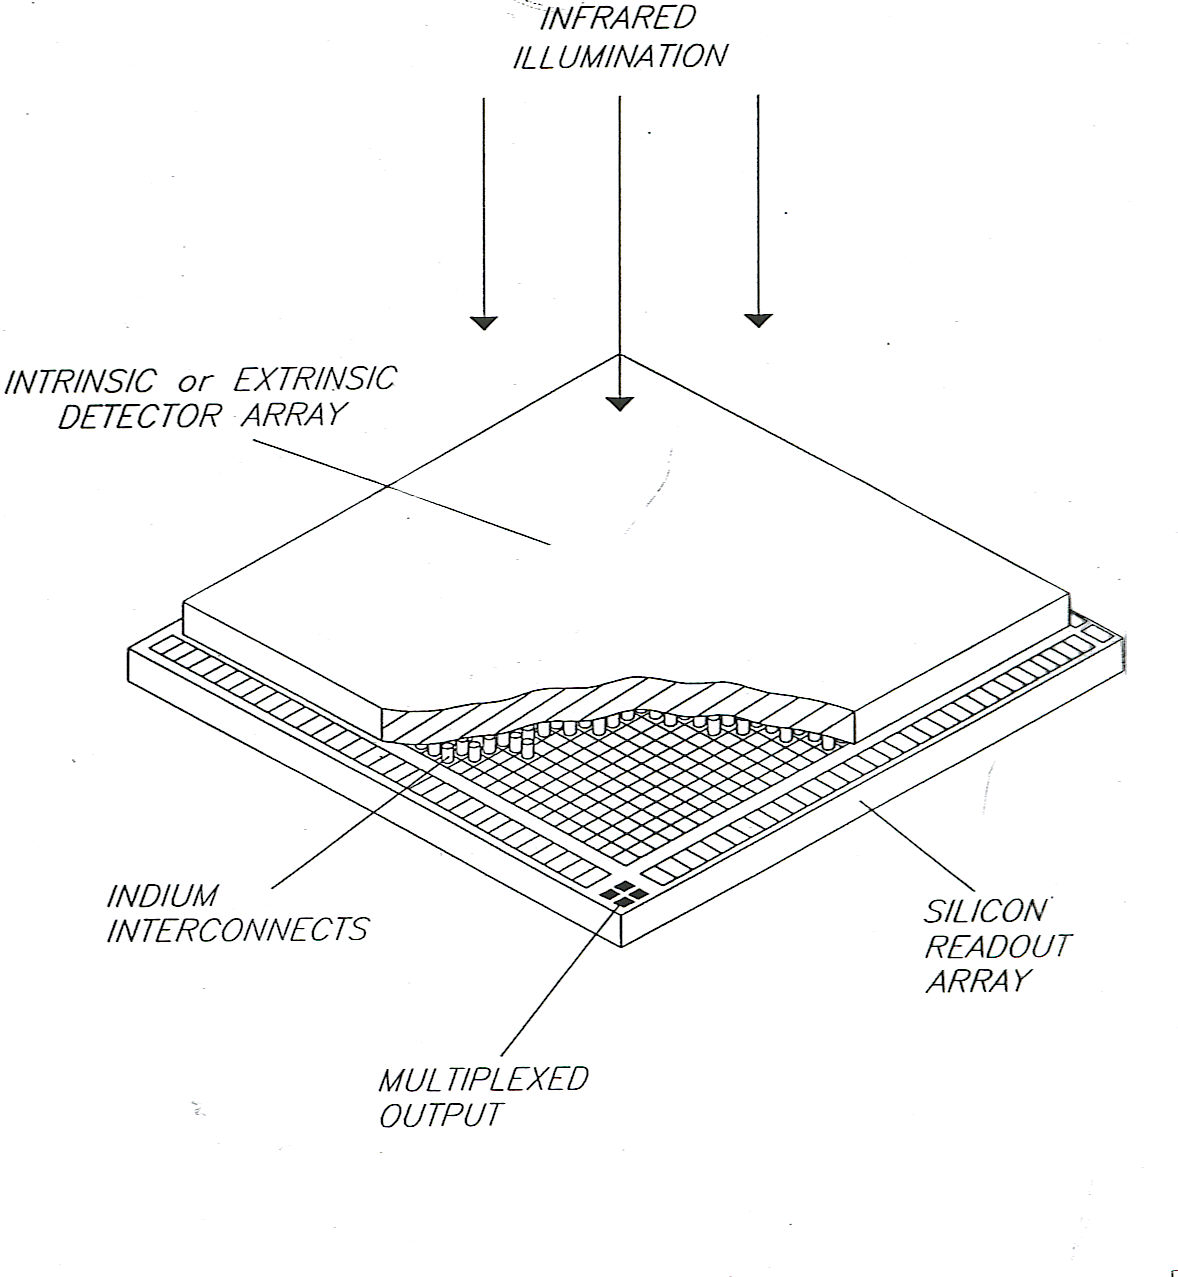 INFRARED
ILLUMINATION
INTRINSIC or EXTRINSIC
DETECTOR ARRAY
INDIUM
INTERCONNECTS
SILICON
READOUT
ARRAY
MULTIPLEXED
OUTPUT